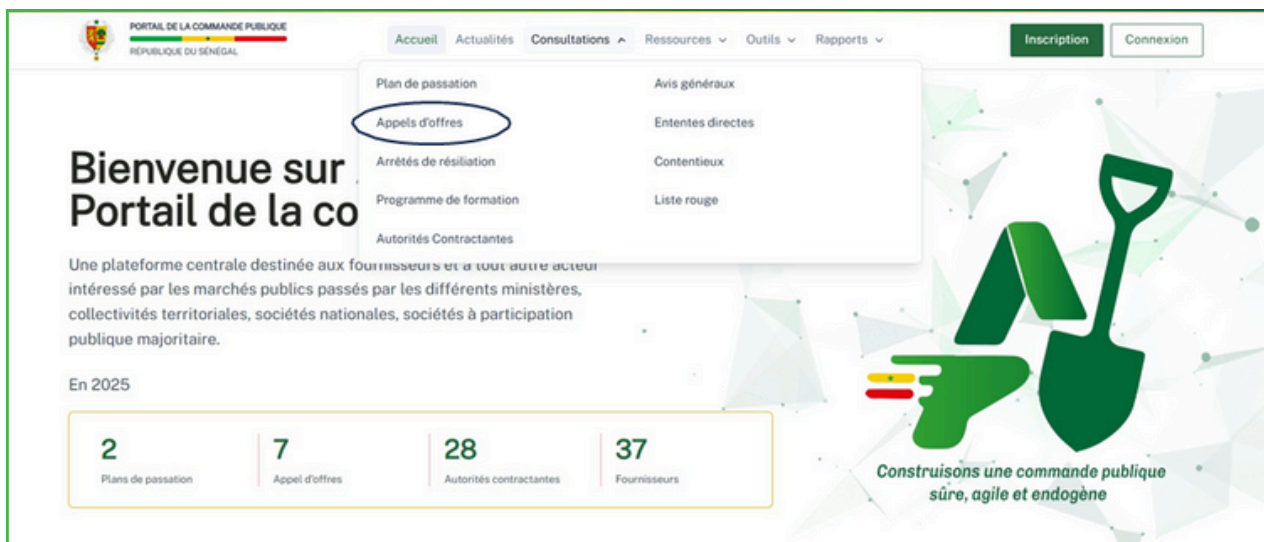 PORTAIL DE LA COMMANDE PUBLIQUE
RÉPUBLIQUE DU SÉNÉGAL
Accueil Actualités Consultations Ressources Outils Rapports
Inscription Connexion
Plan de passation
Avis généraux
Appels d'offres
Ententes directes
Arrêtés de résiliation
Contentieux
Programme de formation
Liste rouge
Autorités Contractantes
Bienvenue sur
Portail de la co
Une plateforme centrale destinée aux fournisseurs et à tout autre acteur
intéressé par les marchés publics passés par les différents ministères,
collectivités territoriales, sociétés nationales, sociétés à participation
publique majoritaire.
En 2025
2 7 28 37
Plans de passation Appel d'offres Autorités contractantes Fournisseurs
Construisons une commande publique
sûre, agile et endogène